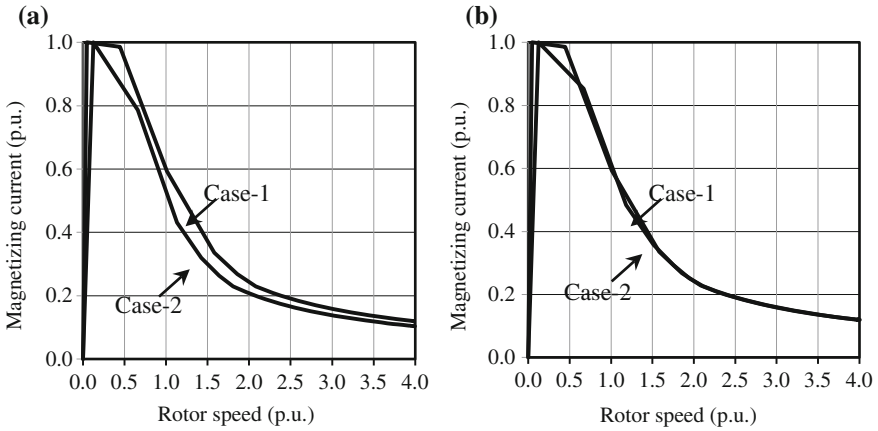 (a)
Magnetizing current (p.u.)
1.0
0.8
0.6
0.4
0.2
0.0
Case-1
Case-2
0.0 0.5 1.0 1.5 2.0 2.5 3.0 3.5 4.0
Rotor speed (p.u.)
(b)
Magnetizing current (p.u.)
1.0
0.8
0.6
0.4
0.2
0.0
Case-1
Case-2
0.0 0.5 1.0 1.5 2.0 2.5 3.0 3.5 4.0
Rotor speed (p.u.)